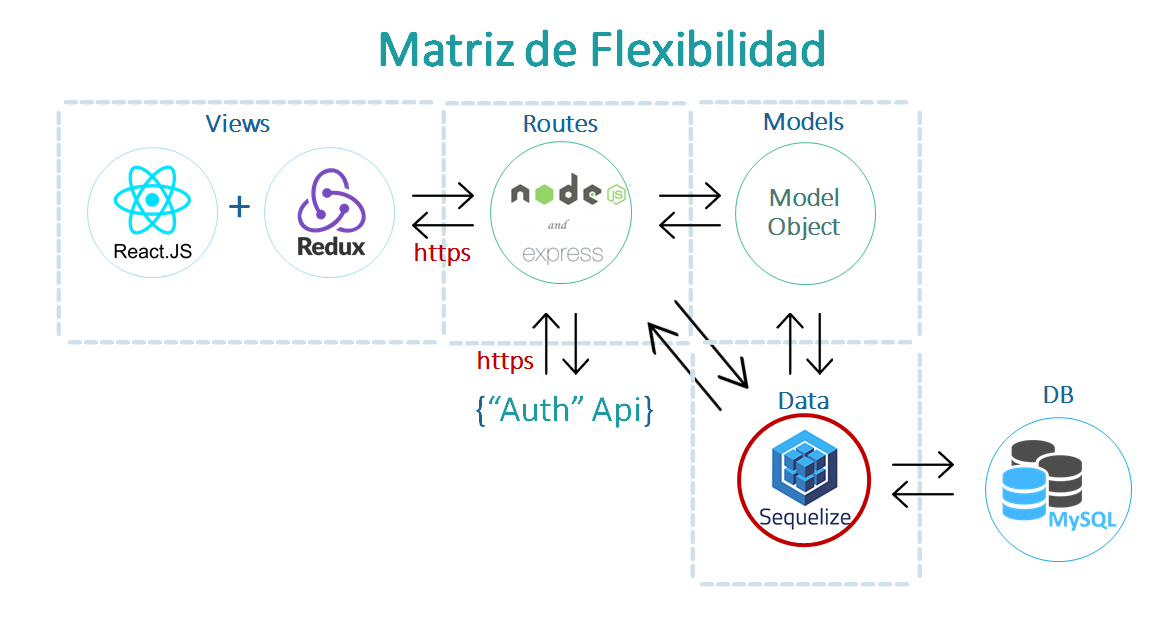 Matriz de Flexibilidad
Views
Routes
Models
React.JS
+
Redux
https
node JS
and
express
Model
Object
https
{“Auth” Api}
Data
Sequelize
DB
MySQL